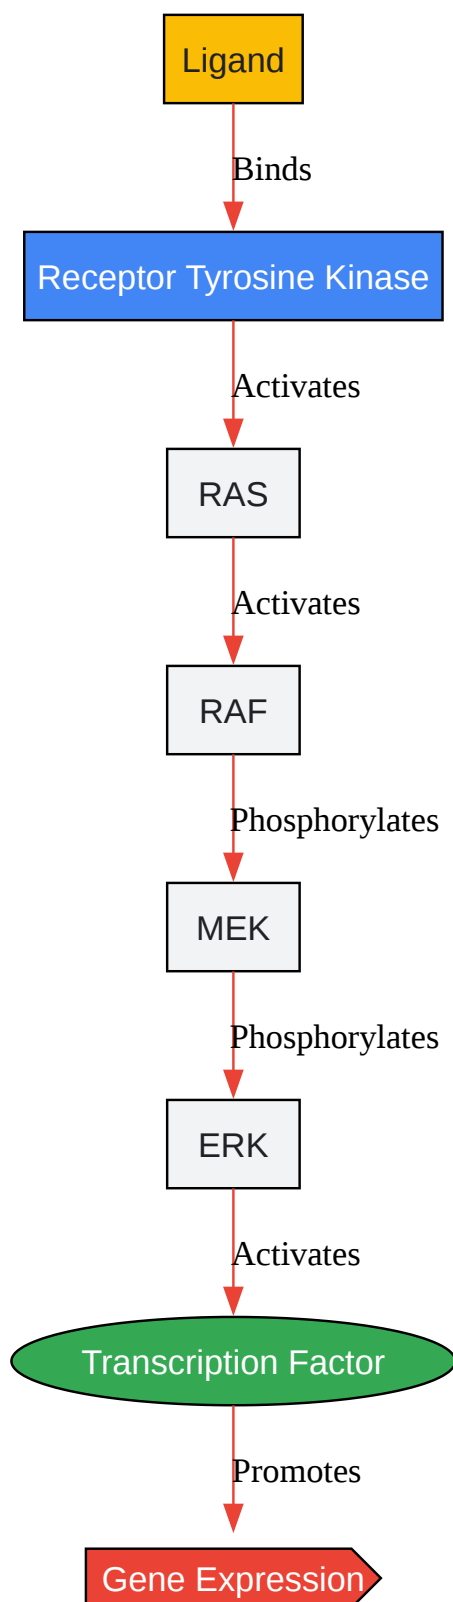 Ligand
Binds
Receptor Tyrosine Kinase
Activates
RAS
Activates
RAF
Phosphorylates
MEK
Phosphorylates
ERK
Activates
Transcription Factor
Promotes
Gene Expression